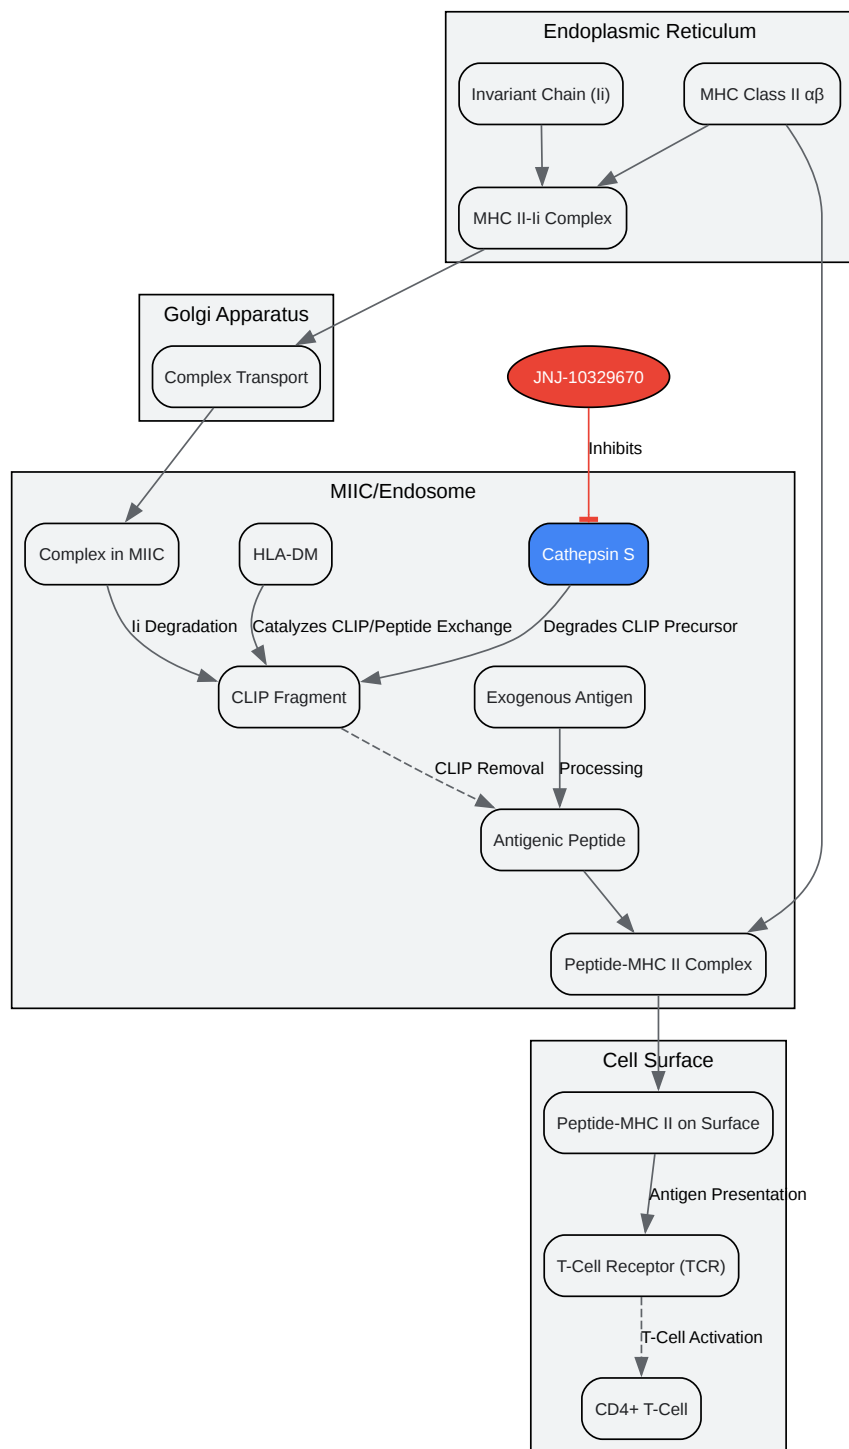 Endoplasmic Reticulum
Invariant Chain (Ii)
MHC Class II αβ
MHC II-Ii Complex
Golgi Apparatus
Complex Transport
JNJ-10329670
Inhibits
MIIC/Endosome
Complex in MIIC
HLA-DM
Cathepsin S
Ii Degradation
Catalyzes CLIP/Peptide Exchange
Degrades CLIP Precursor
CLIP Fragment
Exogenous Antigen
CLIP Removal
Processing
Antigenic Peptide
Peptide-MHC II Complex
Cell Surface
Peptide-MHC II on Surface
Antigen Presentation
T-Cell Receptor (TCR)
T-Cell Activation
CD4+ T-Cell